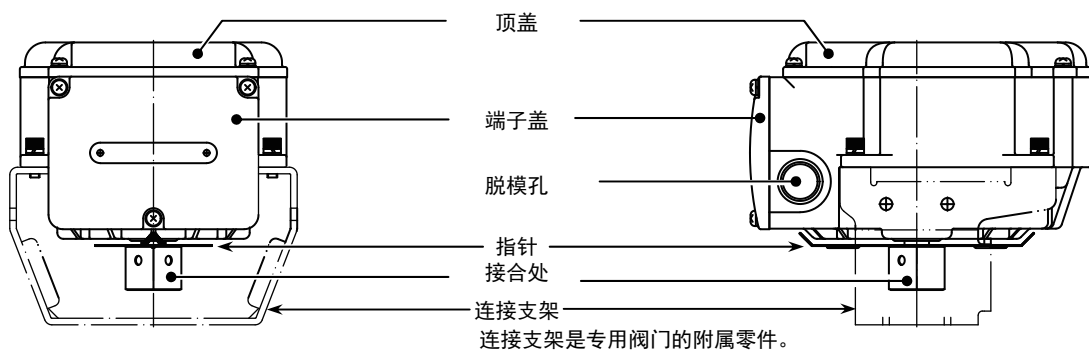 顶盖
端子盖
脱模孔
指针
接合处
连接支架
连接支架是专用阀门的附属零件。